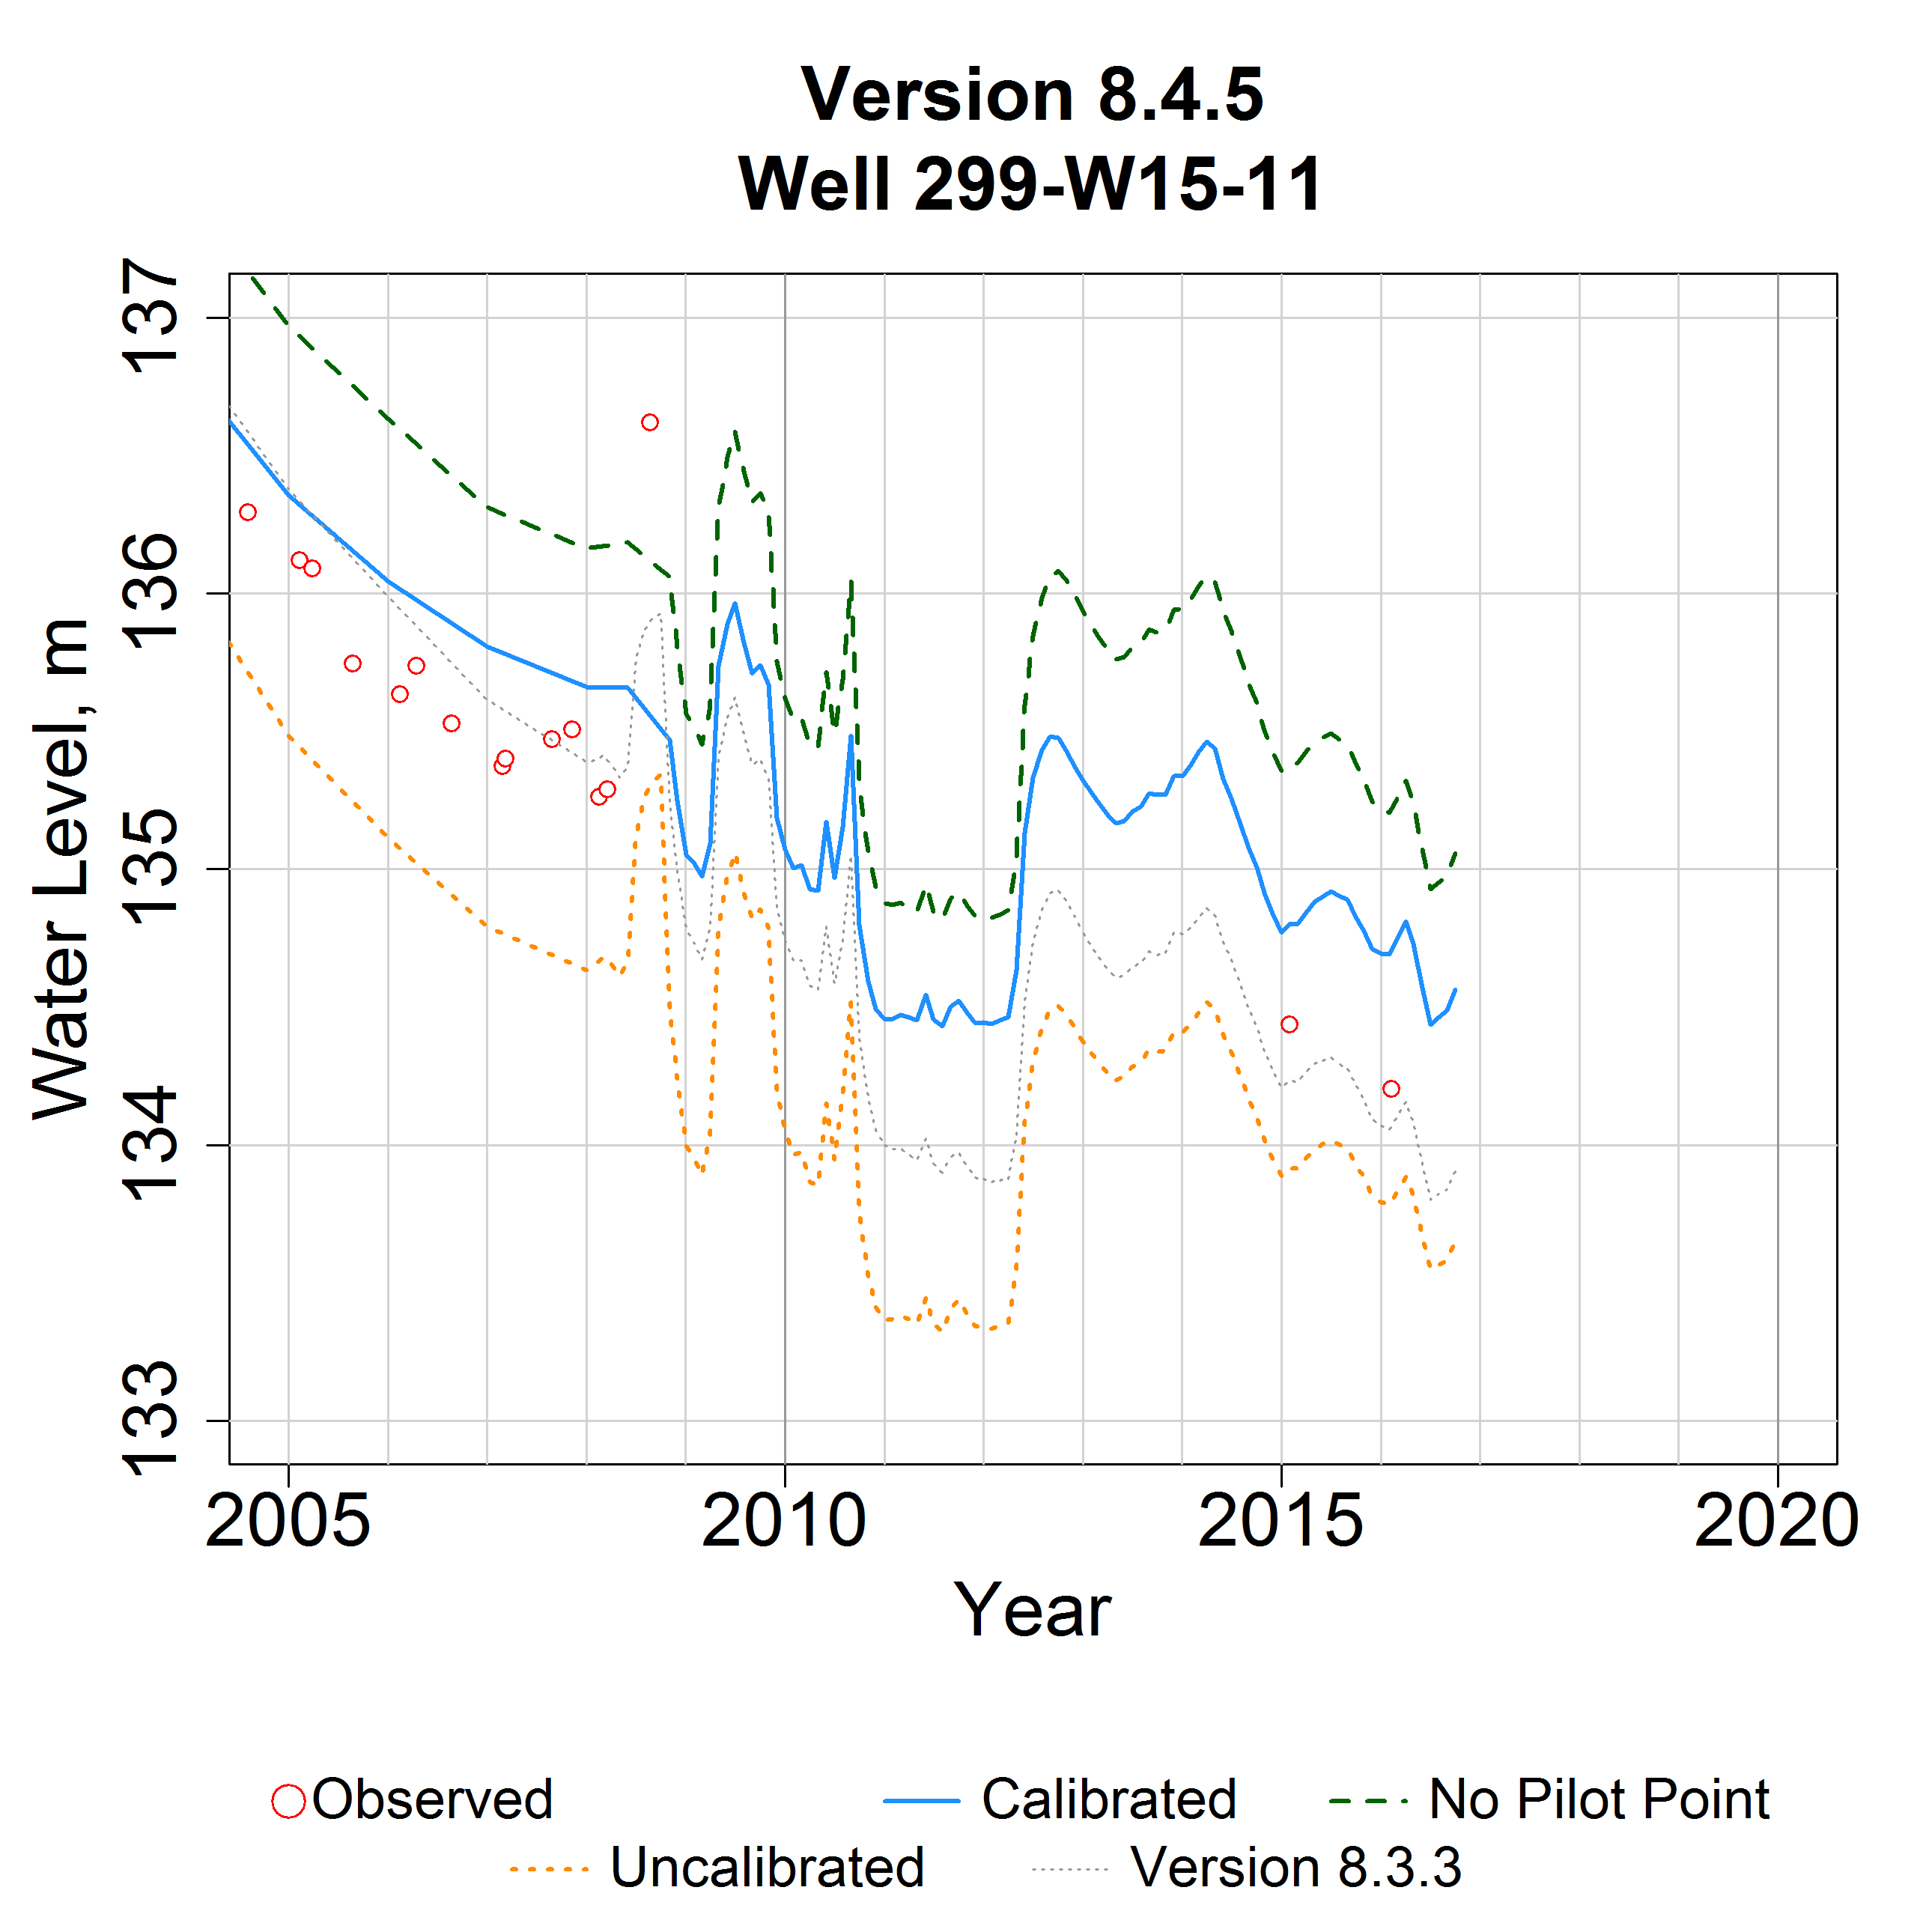 Version 8.4.5
Well 299-W15-11
Water Level, m
137
136
135
134
133
2005 2010 2015 2020
Year
Observed Calibrated No Pilot Point
Uncalibrated Version 8.3.3